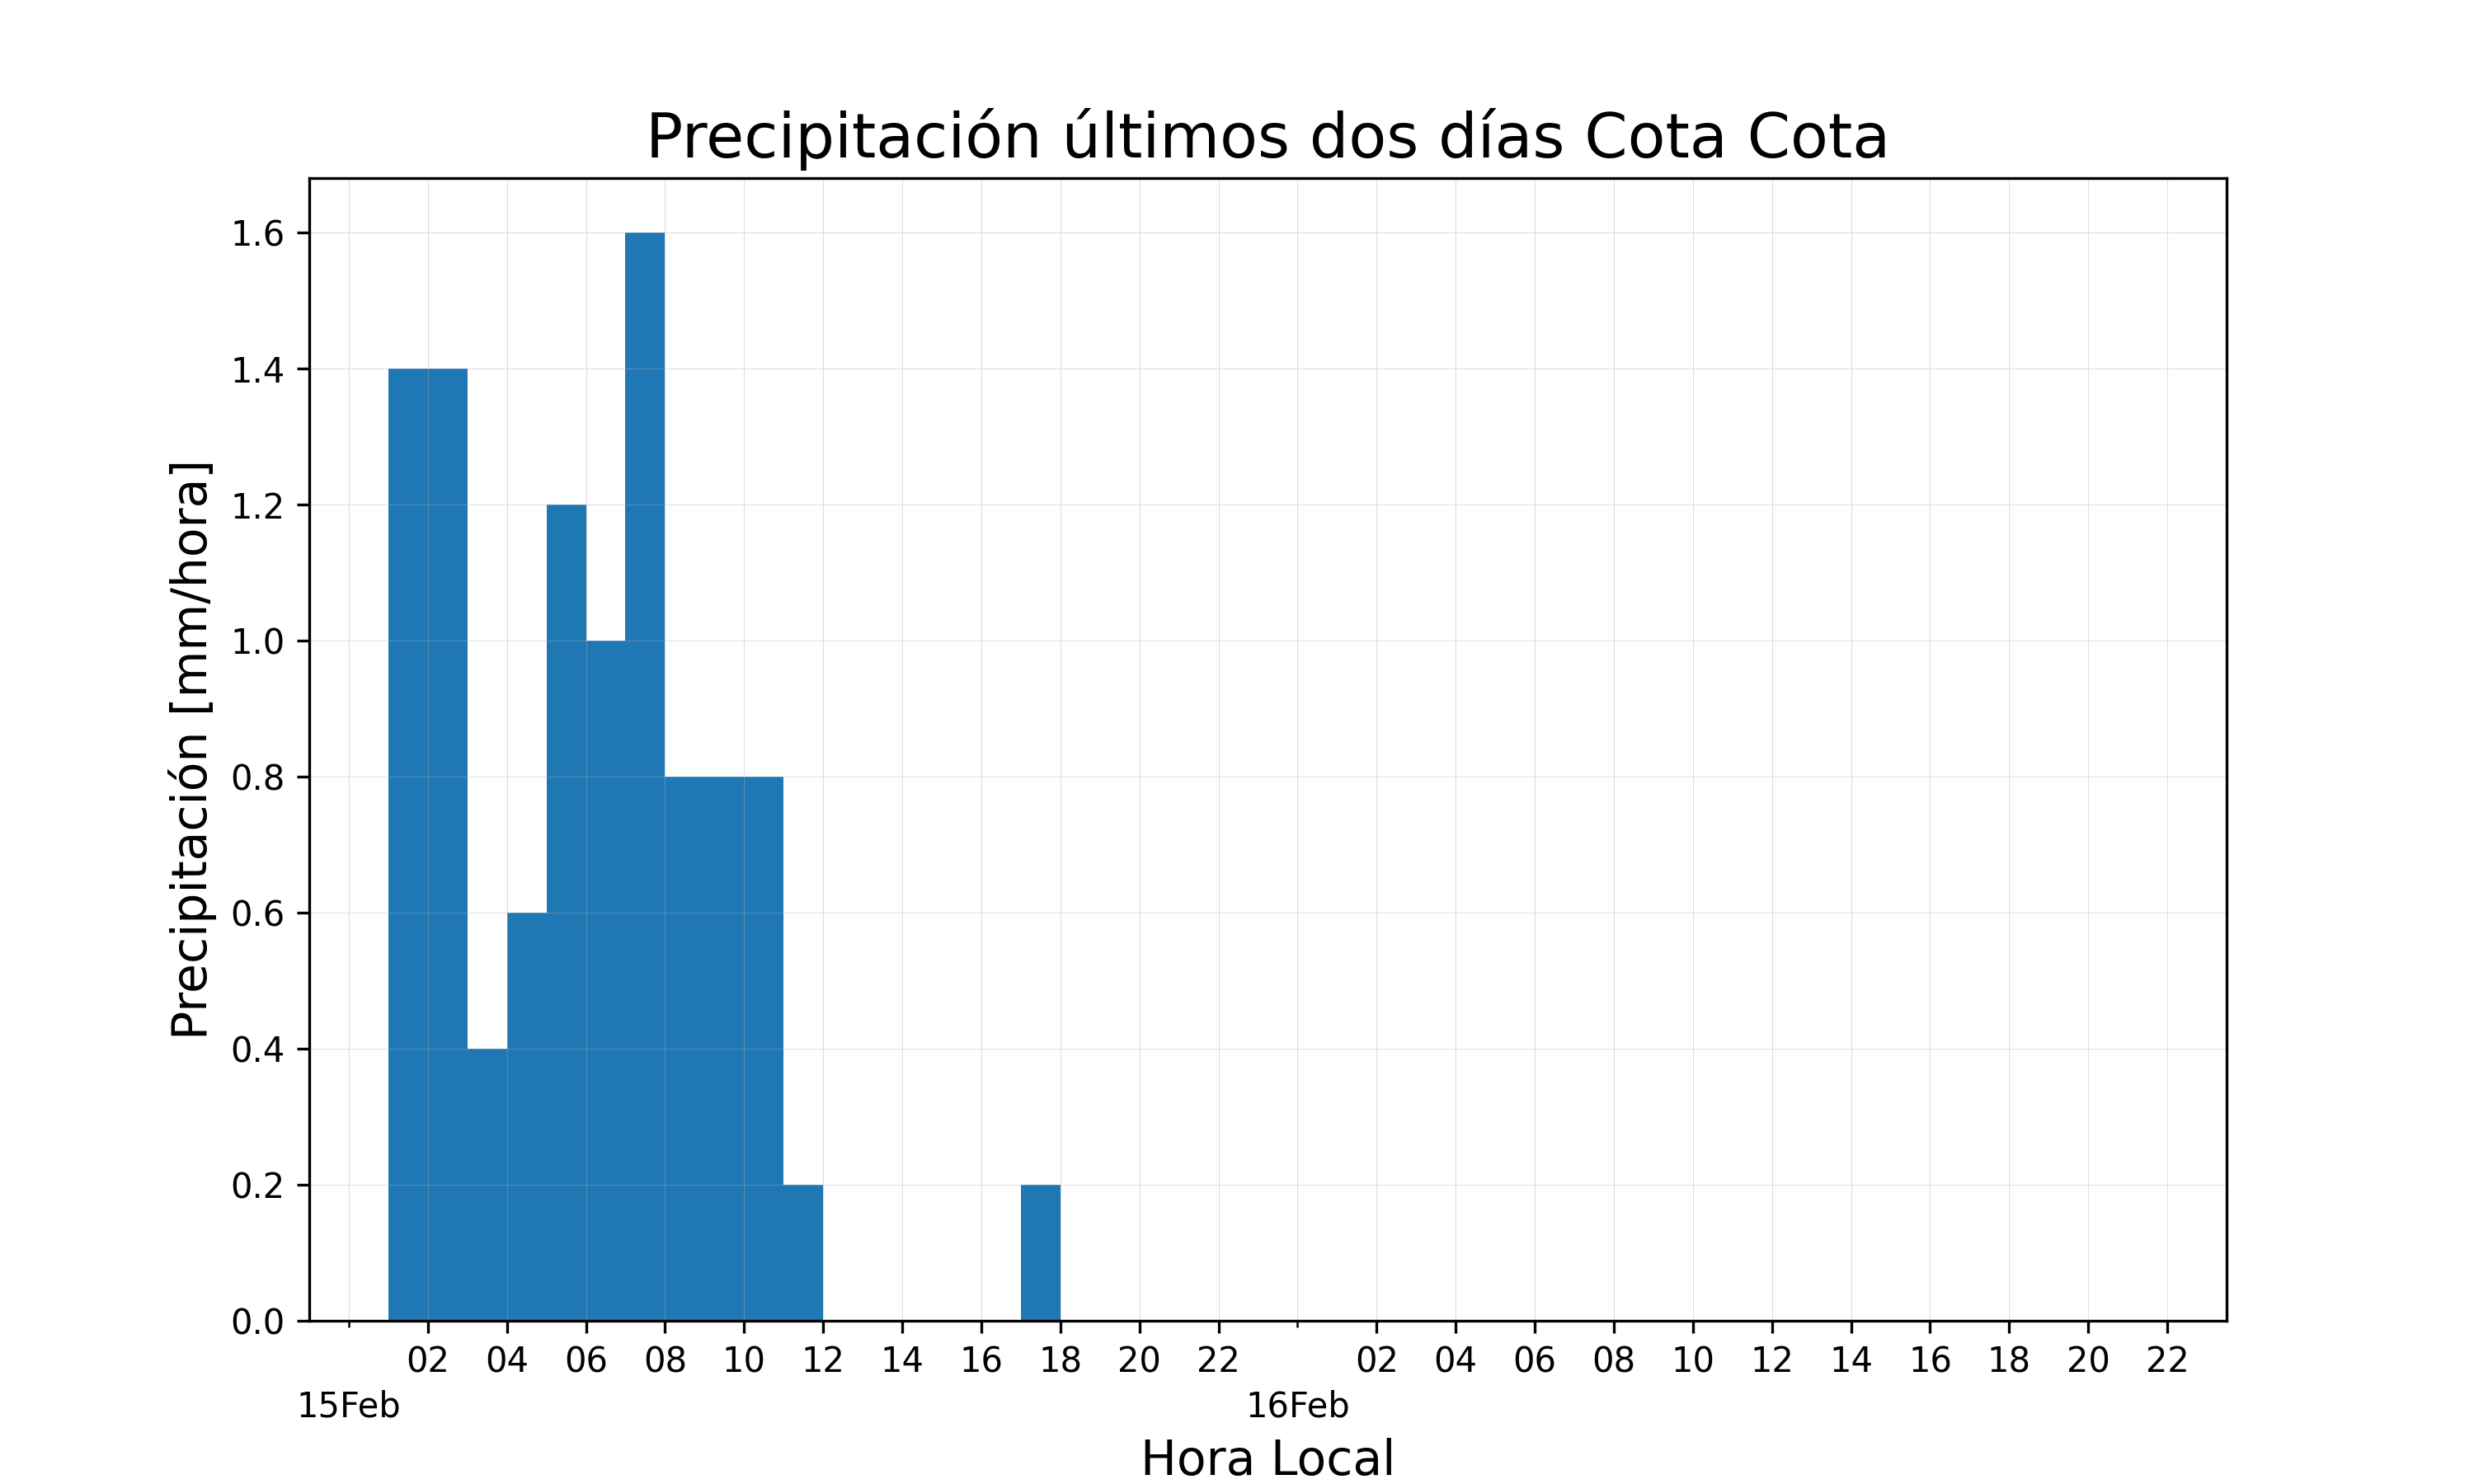 Precipitación últimos dos días Cota Cota
Precipitación [mm/hora]
1.6
1.4
1.2
1.0
0.8
0.6
0.4
0.2
0.0
02 04 06 08 10 12 14 16 18 20 22 02 04 06 08 10 12 14 16 18 20 22
15Feb 16Feb
Hora Local